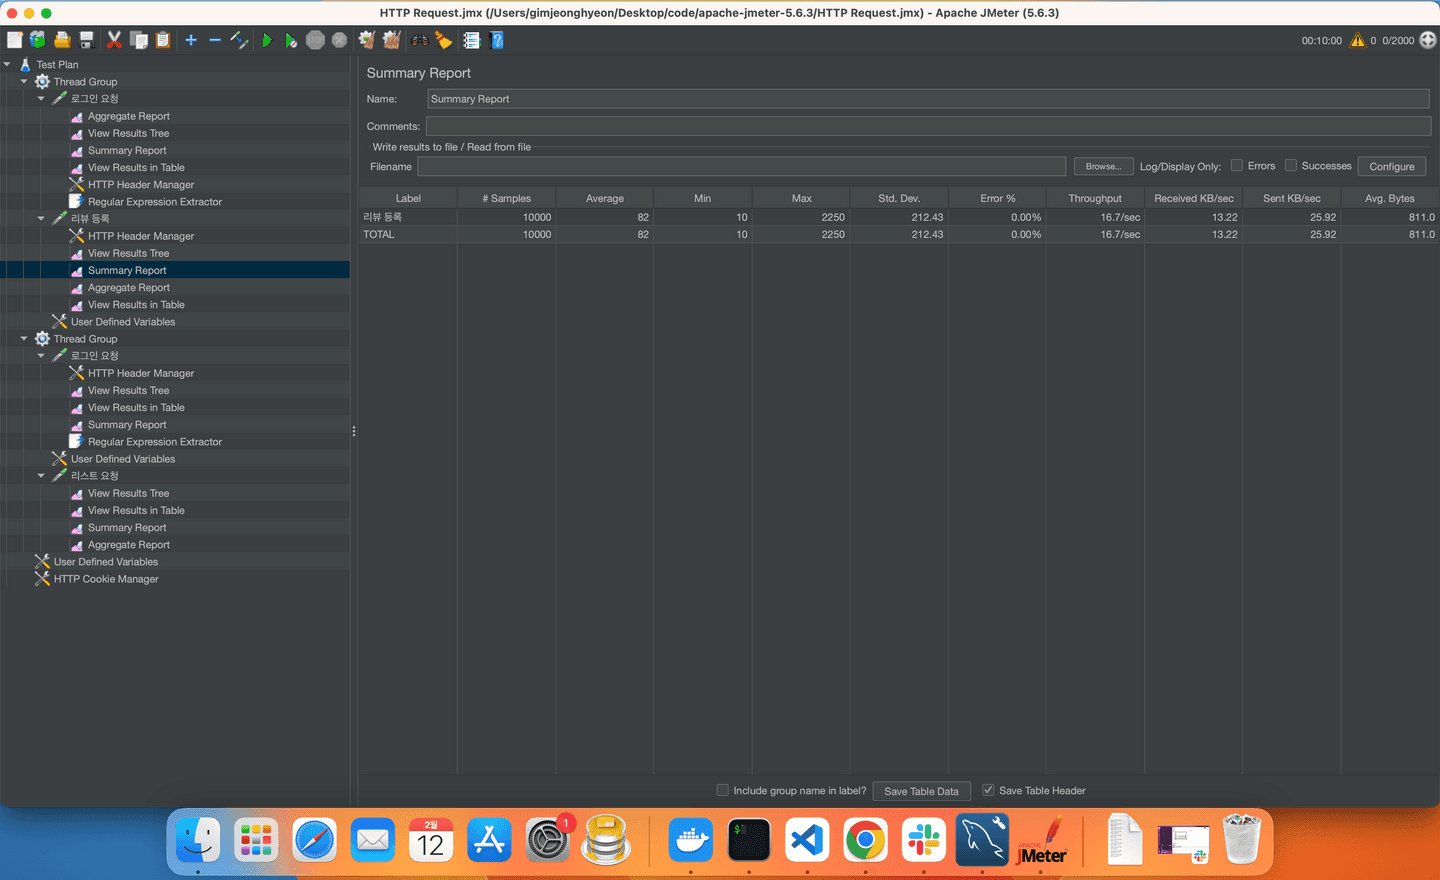 HTTP Request.jmx (/Users/gimjeonghyeon/Desktop/code/apache-jmeter-5.6.3/HTTP Request.jmx) - Apache JMeter (5.6.3)
00:10:00 0 0/2000
Test Plan
Thread Group
로그인 요청
Aggregate Report
View Results Tree
Summary Report
View Results in Table
HTTP Header Manager
Regular Expression Extractor
리뷰 등록
HTTP Header Manager
View Results Tree
Summary Report
Aggregate Report
View Results in Table
User Defined Variables
Thread Group
로그인 요청
HTTP Header Manager
View Results Tree
View Results in Table
Summary Report
Regular Expression Extractor
User Defined Variables
리스트 요청
View Results Tree
View Results in Table
Summary Report
Aggregate Report
User Defined Variables
HTTP Cookie Manager
Summary Report
Name: Summary Report
Comments:
Write results to file / Read from file
Filename Browse... Log/Display Only: Errors Successes Configure
Label # Samples Average Min Max Std. Dev. Error % Throughput Received KB/sec Sent KB/sec Avg. Bytes
리뷰 등록 10000 82 10 2250 212.43 0.00% 16.7/sec 13.22 25.92 811.0
TOTAL 10000 82 10 2250 212.43 0.00% 16.7/sec 13.22 25.92 811.0
Include group name in label? Save Table Data Save Table Header
2월
12
1
$
APACHE
JMeter